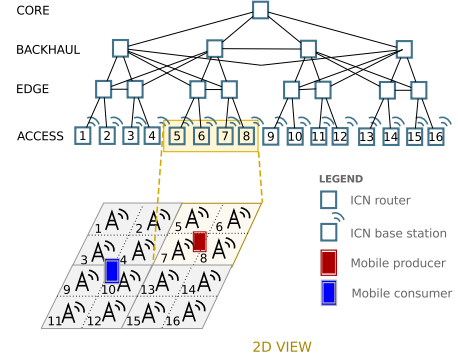 CORE
BACKHAUL
EDGE
ACCESS
1 2 3 4 5 6 7 8 9 10 11 12 13 14 15 16
LEGEND
ICN router
ICN base station
Mobile producer
Mobile consumer
1 2 5 6
3 4 7 8
9 10 13 14
11 12 15 16
2D VIEW